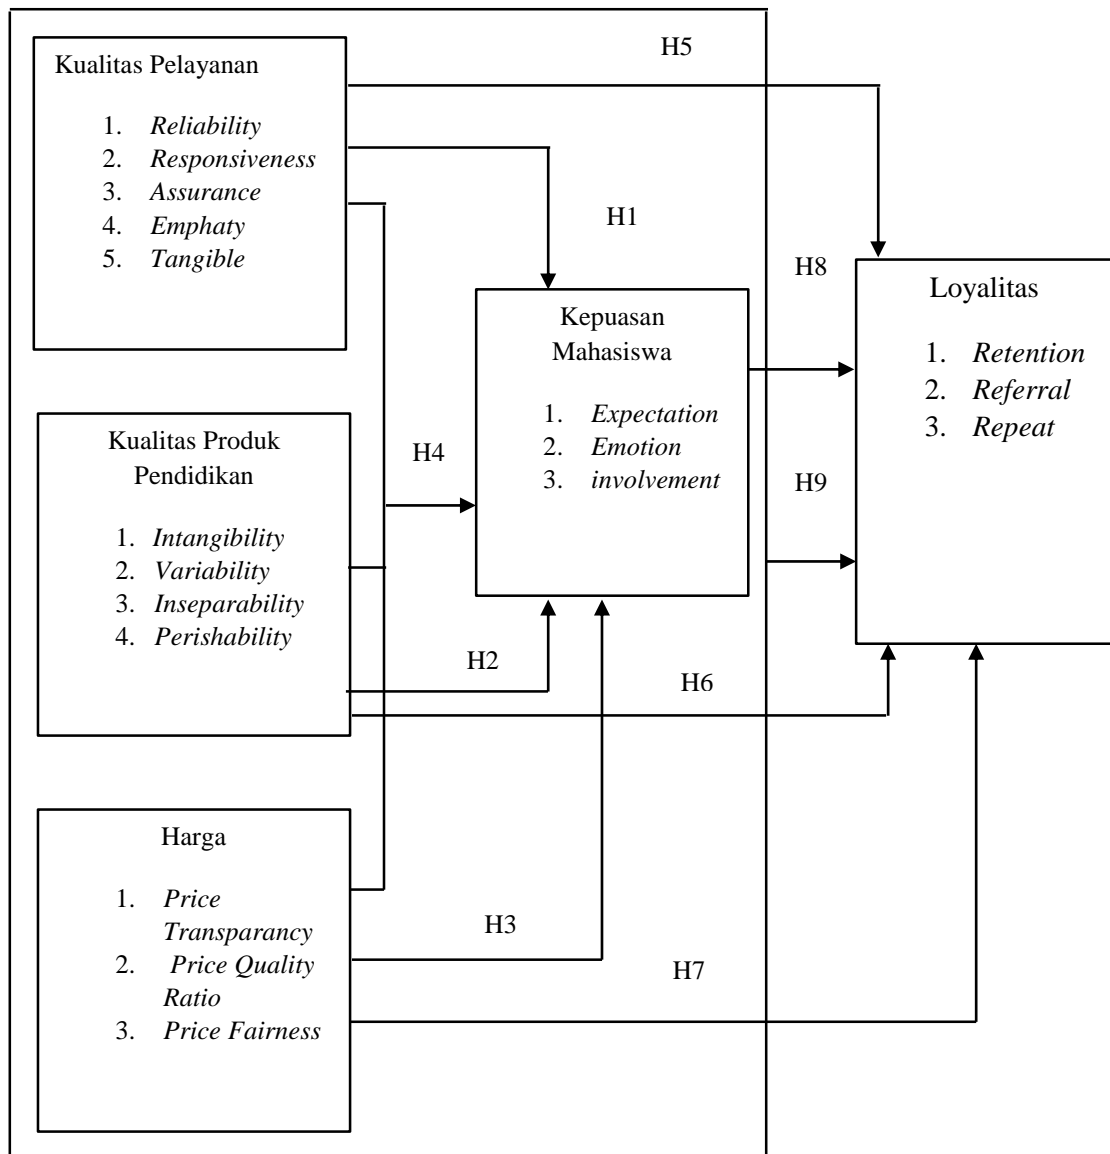 H5
Kualitas Pelayanan
1. Reliability
2. Responsiveness
3. Assurance
4. Emphaty
5. Tangible
H1
H8
Loyalitas
1. Retention
2. Referral
3. Repeat
Kepuasan
Mahasiswa
1. Expectation
2. Emotion
3. involvement
Kualitas Produk
Pendidikan
1. Intangibility
2. Variability
3. Inseparability
4. Perishability
H4
H9
H2
H6
Harga
1. Price
Transparancy
2. Price Quality
Ratio
3. Price Fairness
H3
H7